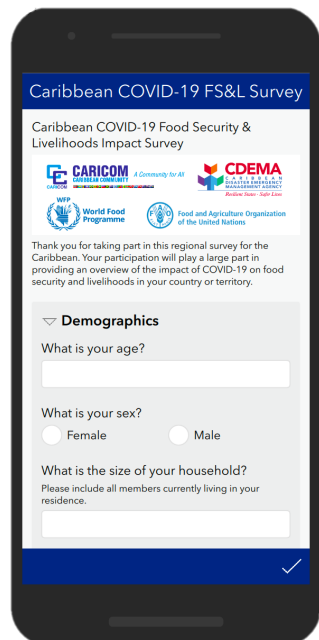 Caribbean COVID-19 FS&L Survey
Caribbean COVID-19 Food Security &
Livelihoods Impact Survey
CARICOM
CARICOM
CARIBBEAN COMMUNITY
A Community for All
CDEMA
CARIBBEAN
DISASTER EMERGENCY
MANAGEMENT AGENCY
Resilient States - Safer Lives
WFP
World Food
Programme
Food and Agriculture Organization
of the United Nations
Thank you for taking part in this regional survey for the
Caribbean. Your participation will play a large part in
providing an overview of the impact of COVID-19 on food
security and livelihoods in your country or territory.
Demographics
What is your age?
What is your sex?
Female Male
What is the size of your household?
Please include all members currently living in your
residence.